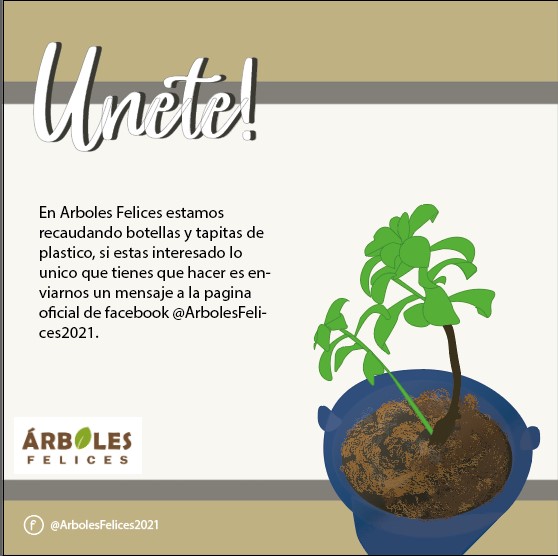 Unete!
En Arboles Felices estamos
recaudando botellas y tapitas de
plastico, si estas interesado lo
unico que tienes que hacer es en-
viarnos un mensaje a la pagina
oficial de facebook @ArbolesFeli-
ces2021.
ÁRBOLES
FELICES
f @ArbolesFelices2021